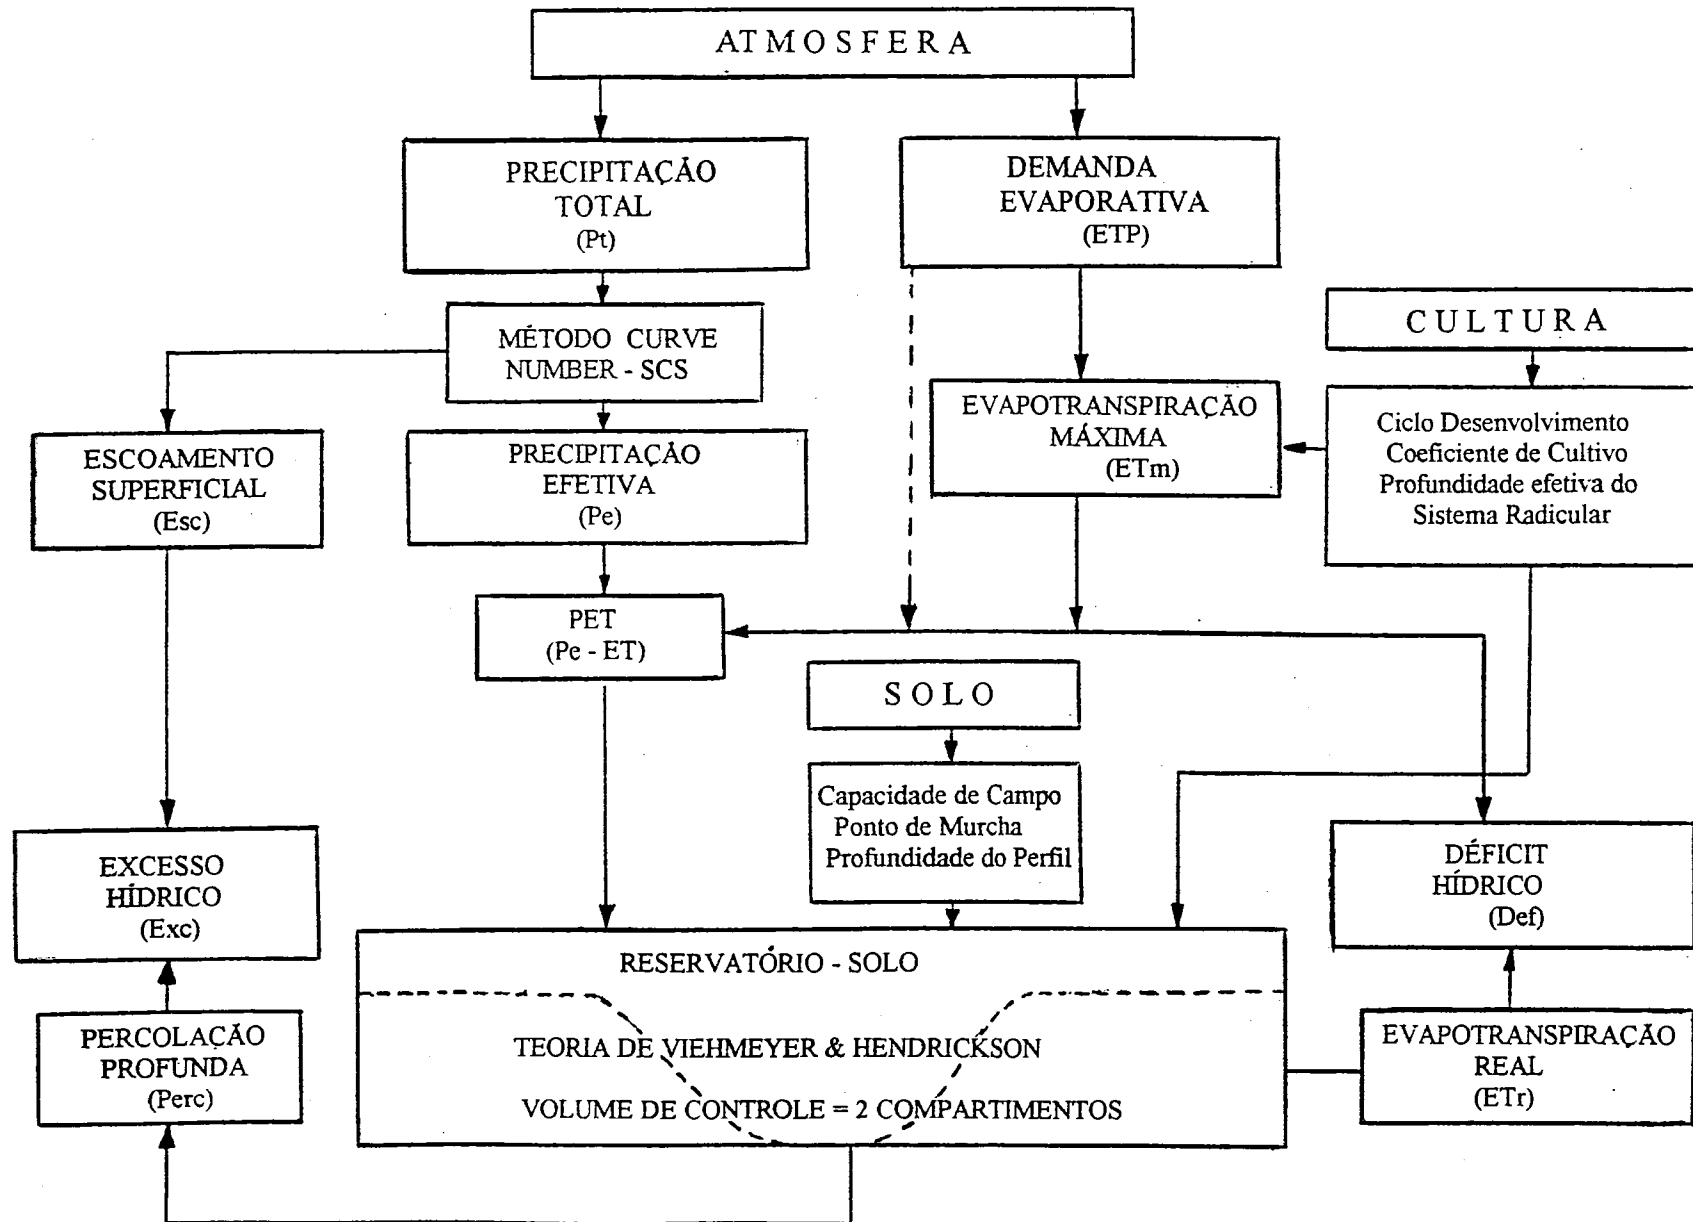 A T M O S F E R A
PRECIPITAÇÃO
TOTAL
(Pt)
DEMANDA
EVAPORATIVA
(ETP)
MÉTODO CURVE
NUMBER - SCS
C U L T U R A
ESCOAMENTO
SUPERFICIAL
(Esc)
PRECIPITAÇÃO
EFETIVA
(Pe)
EVAPOTRANSPIRAÇÃO
MÁXIMA
(ETm)
Ciclo Desenvolvimento
Coeficiente de Cultivo
Profundidade efetiva do
Sistema Radicular
PET
(Pe - ET)
S O L O
Capacidade de Campo
Ponto de Murcha
Profundidade do Perfil
EXCESSO
HÍDRICO
(Exc)
DÉFICIT
HÍDRICO
(Def)
RESERVATÓRIO - SOLO
TEORIA DE VIEHMEYER & HENDRICKSON
VOLUME DE CONTROLE = 2 COMPARTIMENTOS
PERCOLAÇÃO
PROFUNDA
(Perc)
EVAPOTRANSPIRAÇÃO
REAL
(ETr)